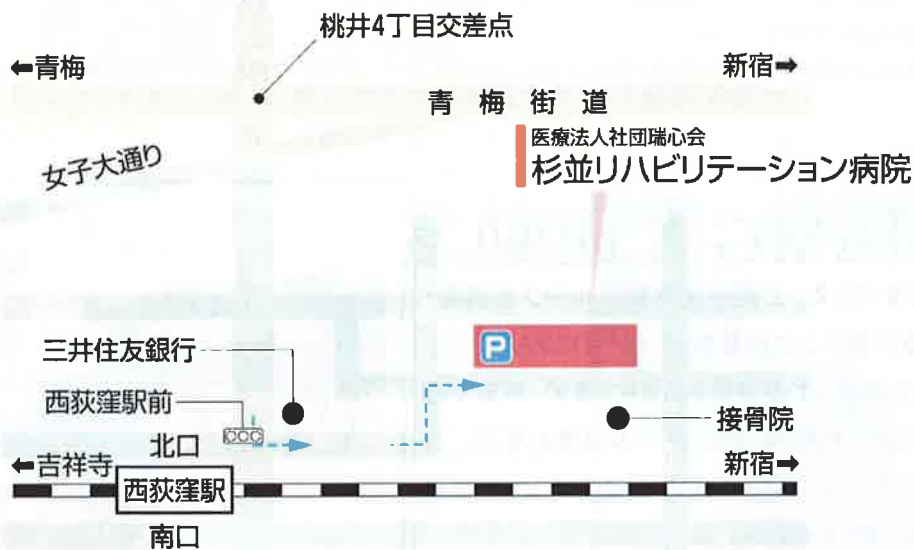 桃井4丁目交差点
←青梅
新宿→
青梅街道
医療法人社団瑞心会
杉並リハビリテーション病院
女子大通り
P
三井住友銀行
西荻窪駅前
北口
接骨院
←吉祥寺
新宿→
西荻窪駅
南口